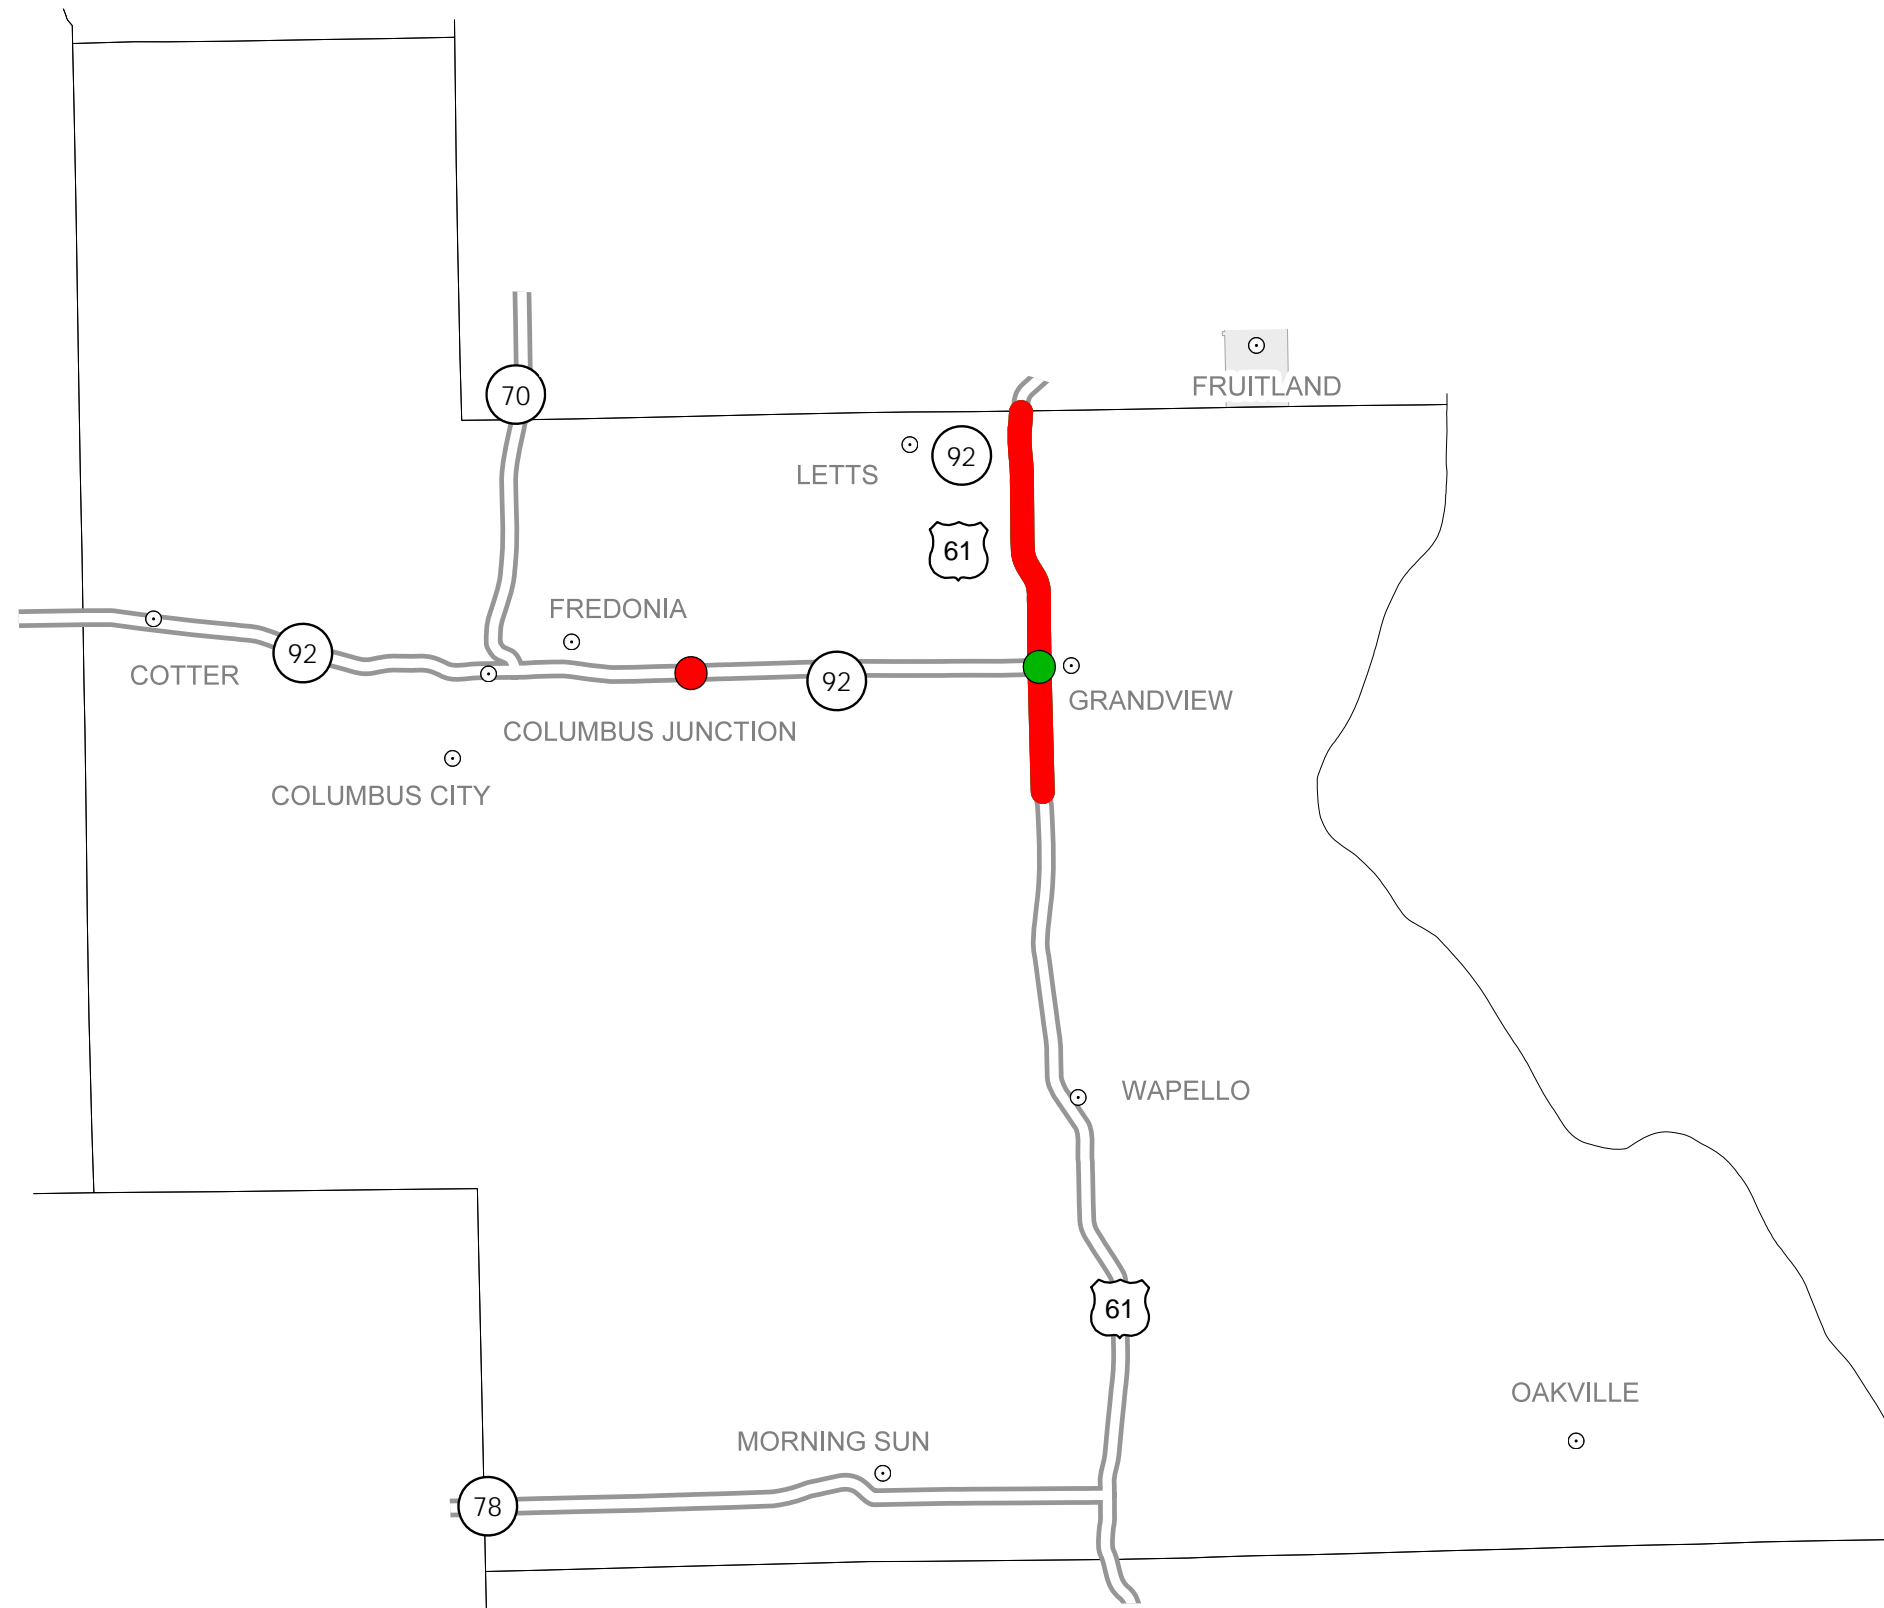 70
FRUITLAND
92
LETTS
61
FREDONIA
92
COTTER
92
GRANDVIEW
COLUMBUS JUNCTION
COLUMBUS CITY
WAPELLO
61
OAKVILLE
MORNING SUN
78